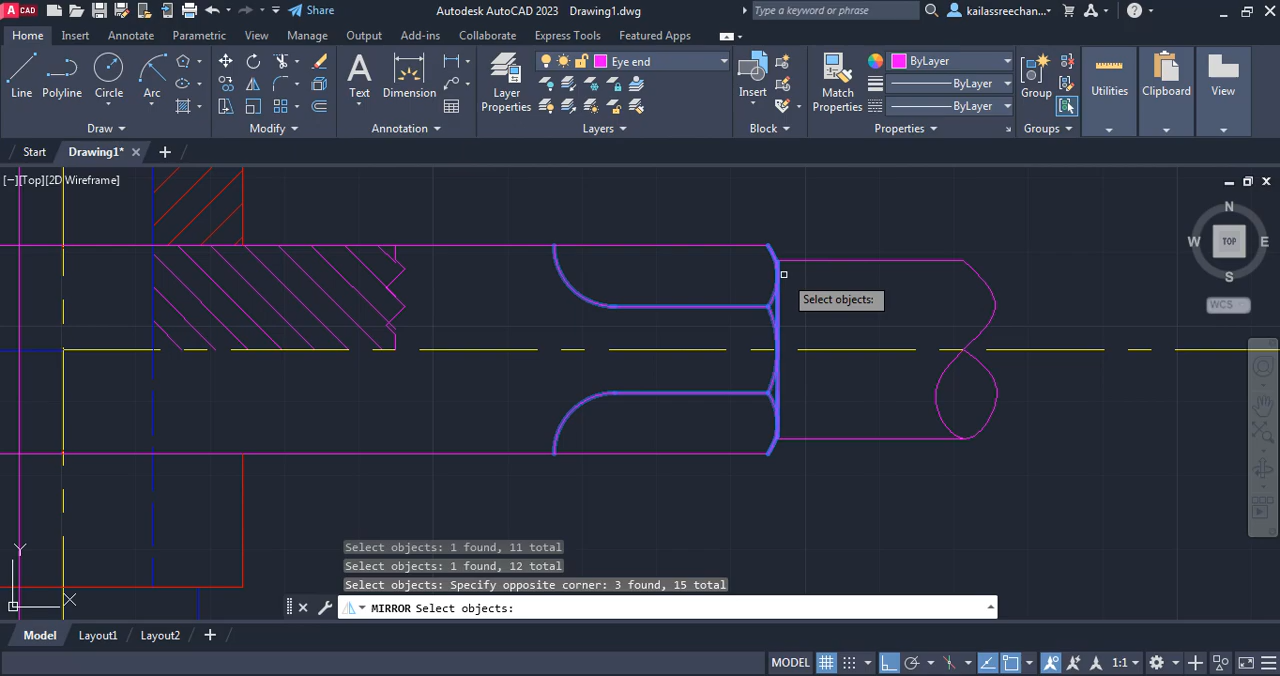 CAD
Share
Autodesk AutoCAD 2023 Drawing1.dwg
Type a keyword or phrase
kailassreechan...
Home Insert Annotate Parametric View Manage Output Add-ins Collaborate Express Tools Featured Apps
Line
Polyline
Circle
Arc
Text
Dimension
Layer
Properties
Eye end
Insert
Match
Properties
ByLayer
ByLayer
ByLayer
Group
Utilities
Clipboard
View
Draw
Modify
Annotation
Layers
Block
Properties
Groups
Start
Drawing1*
[−][Top][2D Wireframe]
N
W
TOP
E
S
WCS
Select objects:
Y
X
Select objects: 1 found, 11 total
Select objects: 1 found, 12 total
Select objects: Specify opposite corner: 3 found, 15 total
MIRROR Select objects:
Model Layout1 Layout2
MODEL
1:1